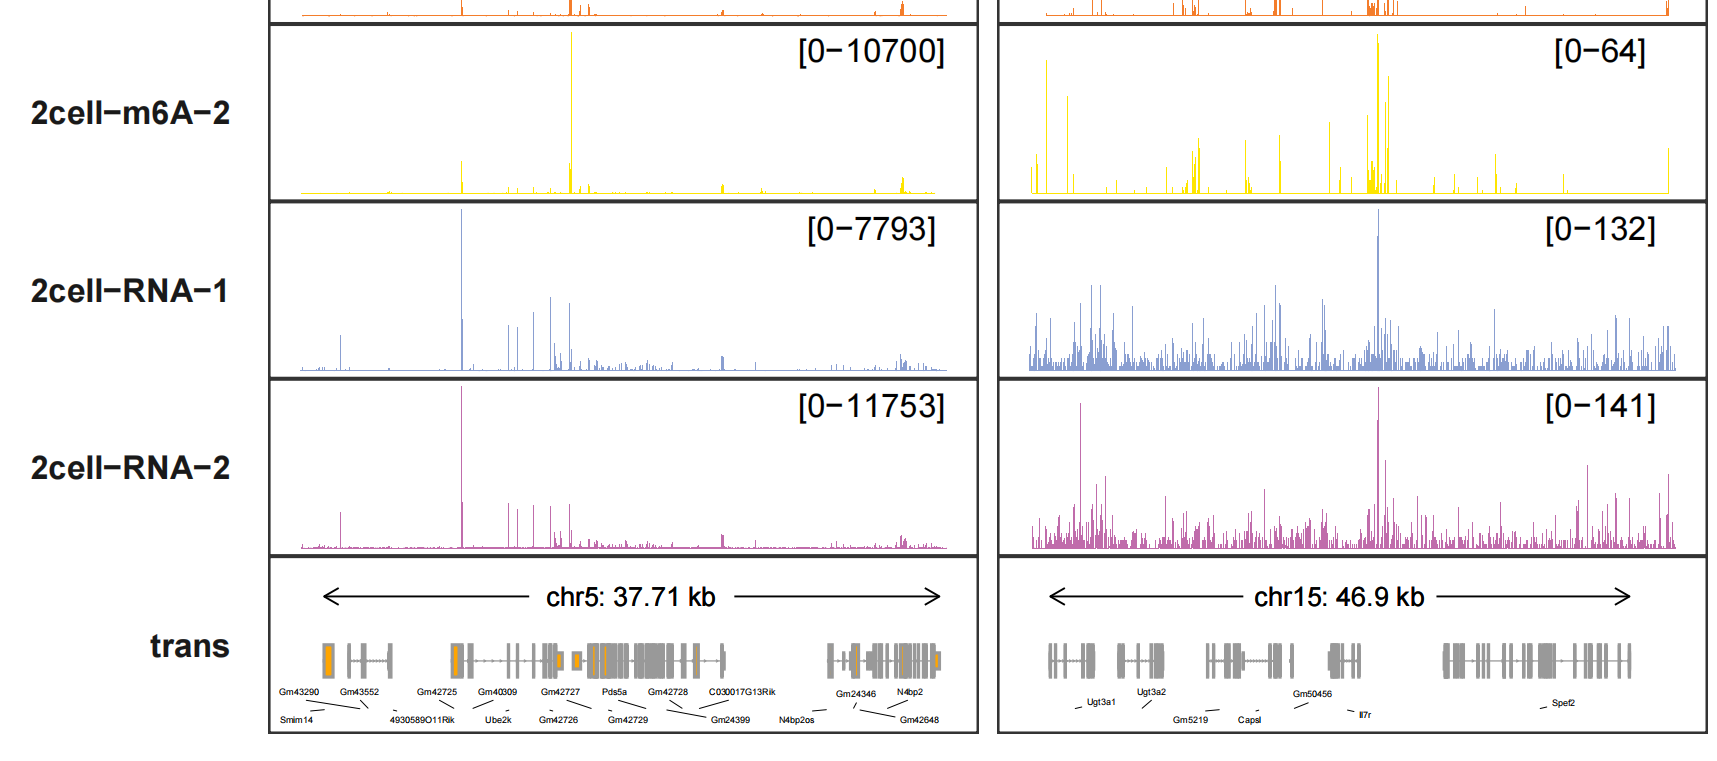 [0−10700] [0−64]
2cell−m6A−2
[0−7793] [0−132]
2cell−RNA−1
[0−11753] [0−141]
2cell−RNA−2
chr5: 37.71 kb chr15: 46.9 kb
trans
Gm43290 Gm43552 Gm42725 Gm40309 Gm42727 Pds5a Gm42728 C030017G13Rik Gm24346 N4bp2
Smim14 4930589O11Rik Ube2k Gm42726 Gm42729 Gm24399 N4bp2os Gm42648
Ugt3a2 Gm50456
Ugt3a1 Spef2
Gm5219 Capsl Il7r